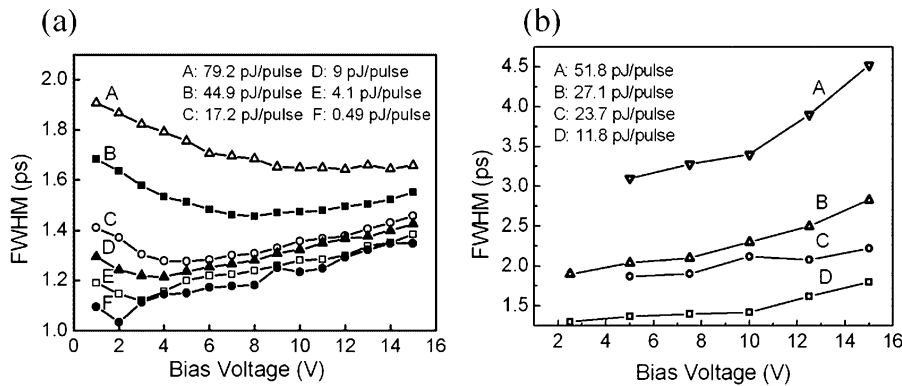 (a)
A: 79.2 pJ/pulse D: 9 pJ/pulse
B: 44.9 pJ/pulse E: 4.1 pJ/pulse
C: 17.2 pJ/pulse F: 0.49 pJ/pulse
FWHM (ps)
2.0
1.8
1.6
1.4
1.2
1.0
A
B
C
D
E
F
0 2 4 6 8 10 12 14 16
Bias Voltage (V)
(b)
A: 51.8 pJ/pulse
B: 27.1 pJ/pulse
C: 23.7 pJ/pulse
D: 11.8 pJ/pulse
FWHM (ps)
4.5
4.0
3.5
3.0
2.5
2.0
1.5
A
B
C
D
2 4 6 8 10 12 14 16
Bias Voltage (V)